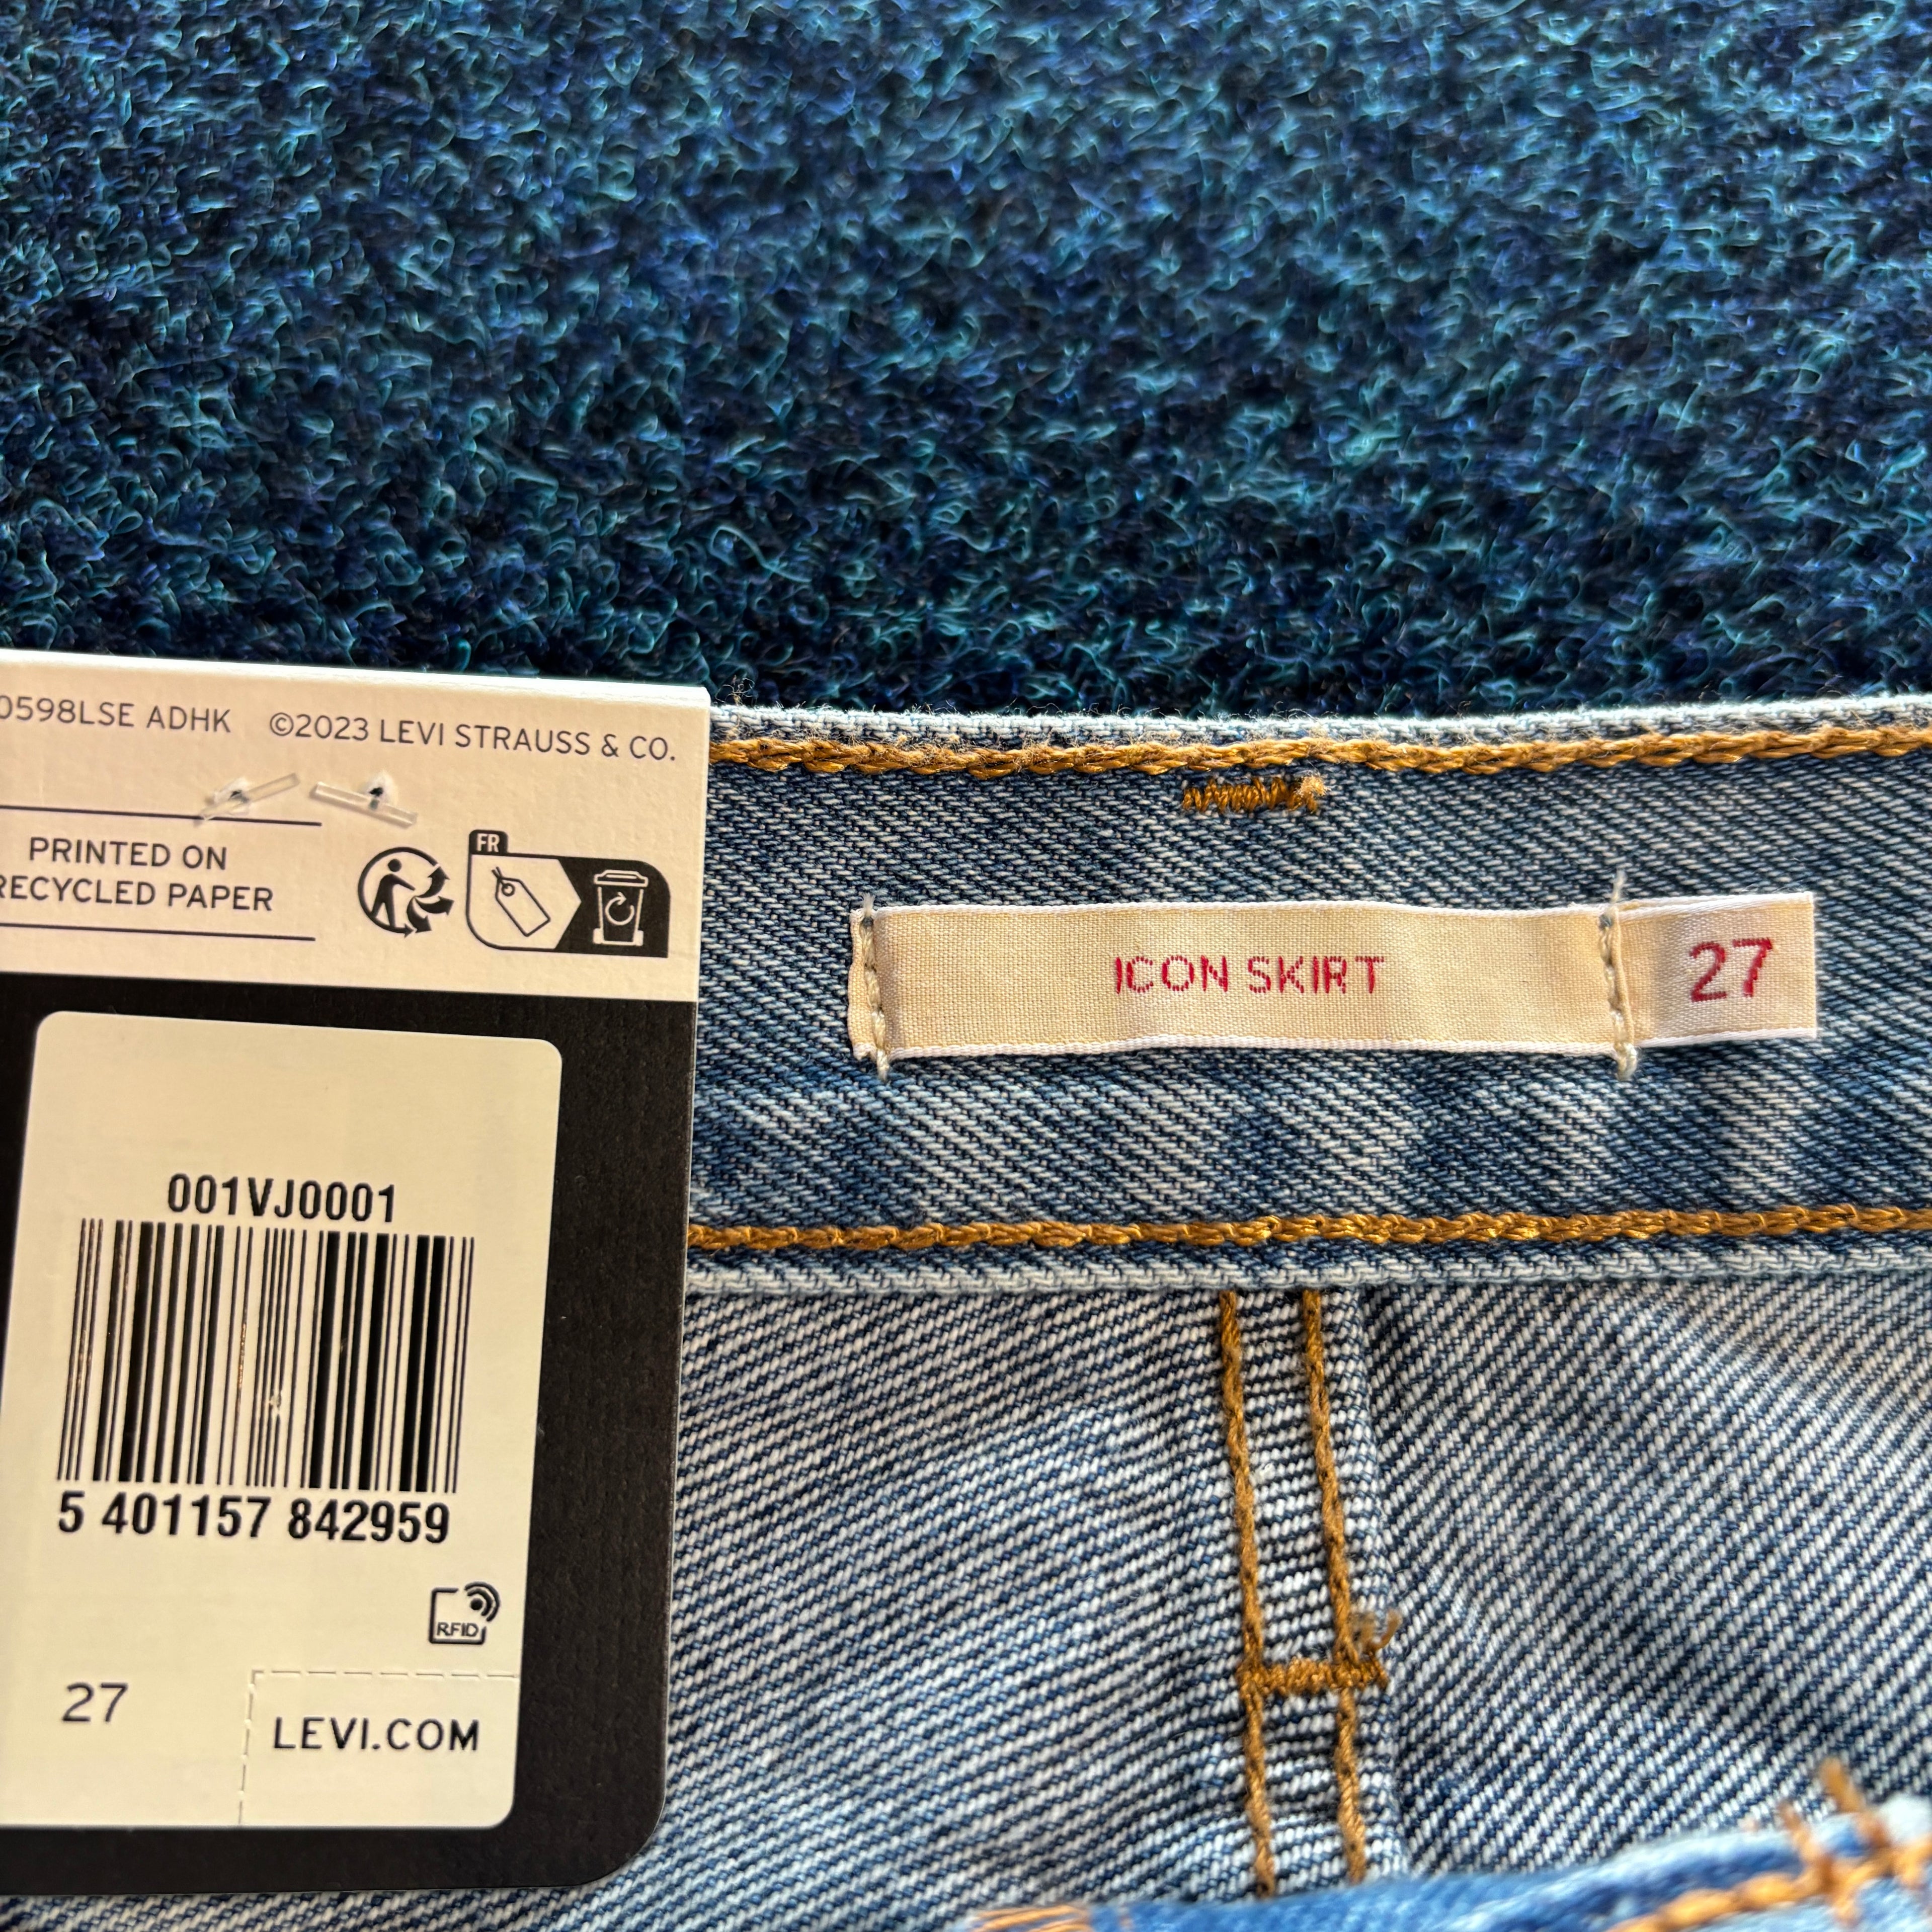 0598LSE ADHK ©2023 LEVI STRAUSS & CO.
PRINTED ON
RECYCLED PAPER
FR
ICON SKIRT 27
001VJ0001
5 401157 842959
RFID
27
LEVI.COM